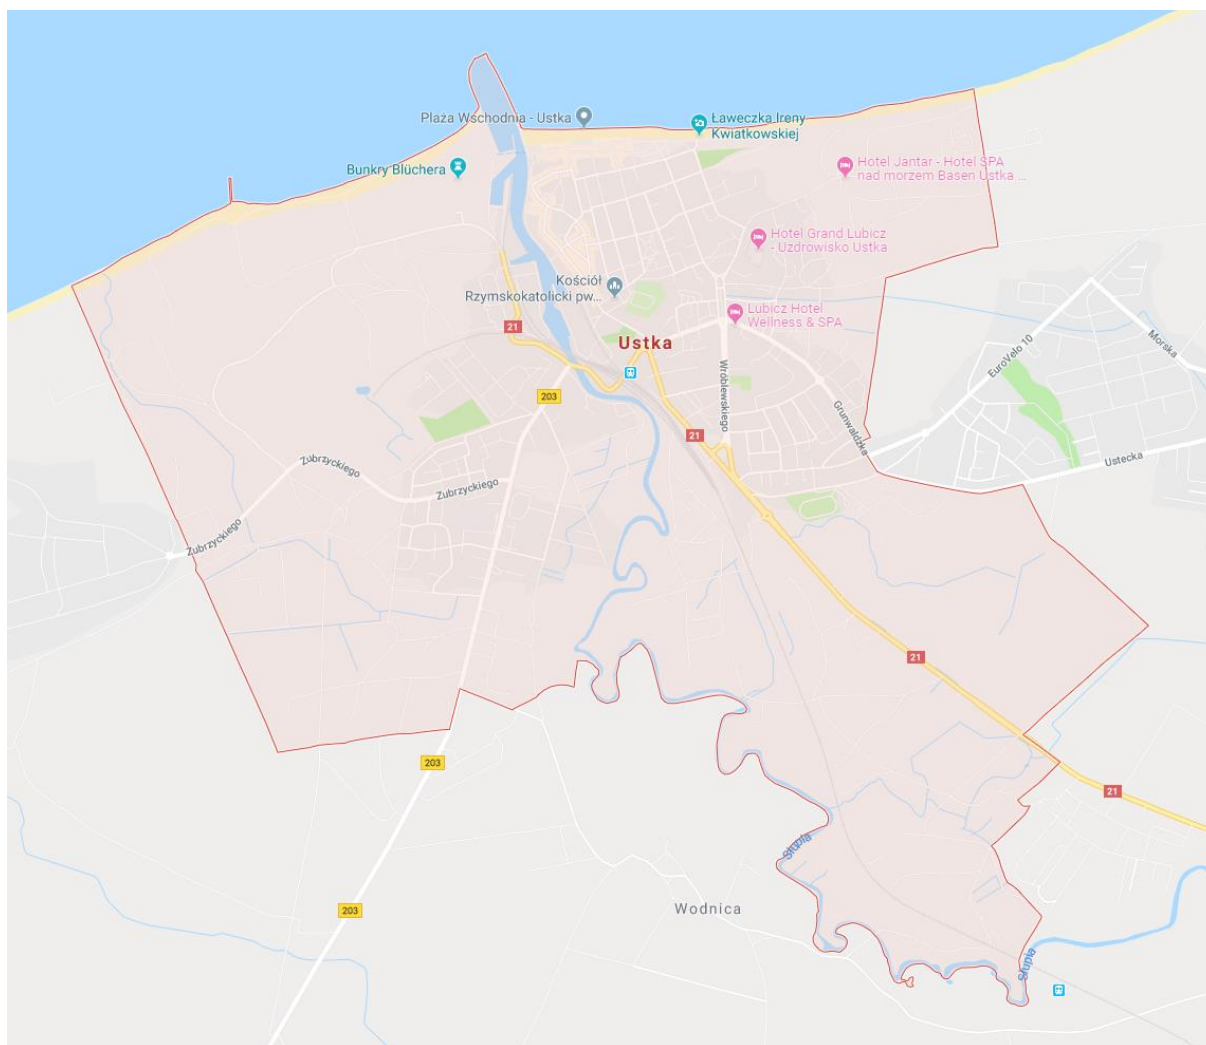 Plaża Wschodnia - Ustka
Ławeczka Ireny
Kwiatkowskiej
Bunkry Blüchera
Hotel Jantar - Hotel SPA
nad morzem Basen Ustka ...
Hotel Grand Lubicz
- Uzdrowisko Ustka
Kościół
Rzymskokatolicki pw...
Lubicz Hotel
Wellness & SPA
21
Ustka
EuroVelo 10
Morska
Wróblewskiego
203
Grunwaldzka
21
Ustecka
Żubrzyckiego
Zubrzyckiego
Żubrzyckiego
21
203
21
Słupia
Wodnica
203
Słupia